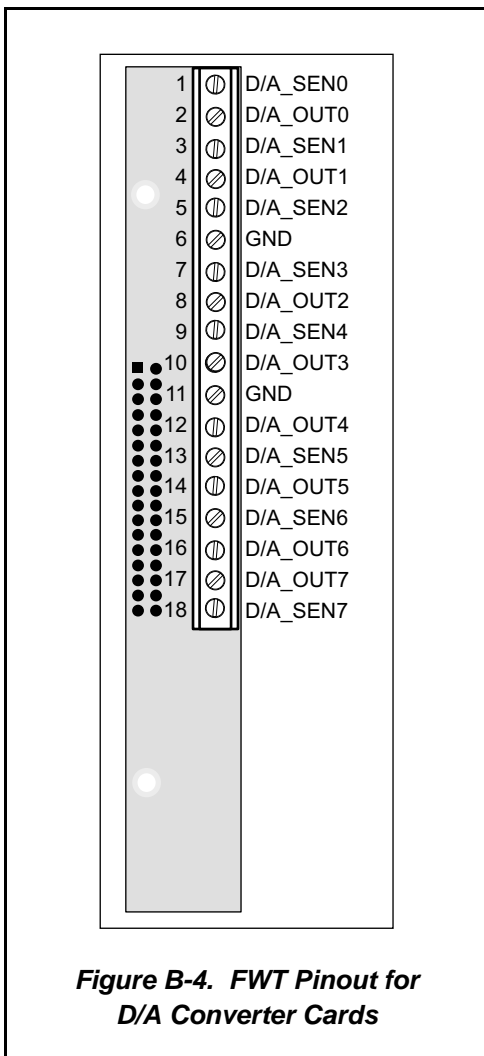 1 D/A_SEN0
2 D/A_OUT0
3 D/A_SEN1
4 D/A_OUT1
5 D/A_SEN2
6 GND
7 D/A_SEN3
8 D/A_OUT2
9 D/A_SEN4
10 D/A_OUT3
11 GND
12 D/A_OUT4
13 D/A_SEN5
14 D/A_OUT5
15 D/A_SEN6
16 D/A_OUT6
17 D/A_OUT7
18 D/A_SEN7
Figure B-4. FWT Pinout for
D/A Converter Cards